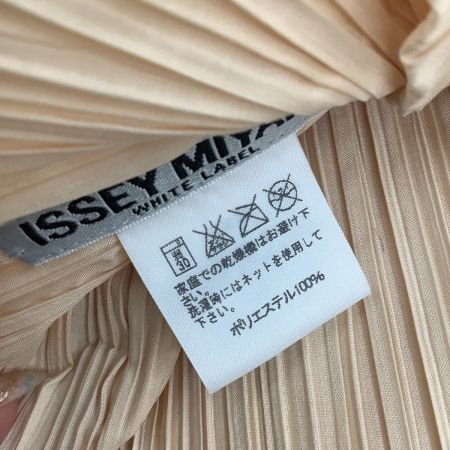 ISSEY MIYA
WHITE LABEL
弱
30
家庭での乾燥機はお避け下
さい。
洗濯時にはネットを使用して
下さい。
ポリエステル100%